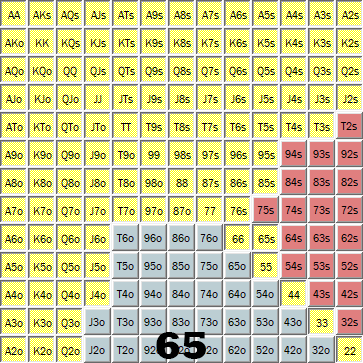 AA AKs AQs AJs ATs A9s A8s A7s A6s A5s A4s A3s A2s
AKo KK KQs KJs KTs K9s K8s K7s K6s K5s K4s K3s K2s
AQo KQo QQ QJs QTs Q9s Q8s Q7s Q6s Q5s Q4s Q3s Q2s
AJo KJo QJo JJ JTs J9s J8s J7s J6s J5s J4s J3s J2s
ATo KTo QTo JTo TT T9s T8s T7s T6s T5s T4s T3s T2s
A9o K9o Q9o J9o T9o 99 98s 97s 96s 95s 94s 93s 92s
A8o K8o Q8o J8o T8o 98o 88 87s 86s 85s 84s 83s 82s
A7o K7o Q7o J7o T7o 97o 87o 77 76s 75s 74s 73s 72s
A6o K6o Q6o J6o T6o 96o 86o 76o 66 65s 64s 63s 62s
A5o K5o Q5o J5o T5o 95o 85o 75o 65o 55 54s 53s 52s
A4o K4o Q4o J4o T4o 94o 84o 74o 64o 54o 44 43s 42s
A3o K3o Q3o J3o T3o 93o 83o 73o 63o 53o 43o 33 32s
A2o K2o Q2o J2o T2o 52o 42o 32o 22
65